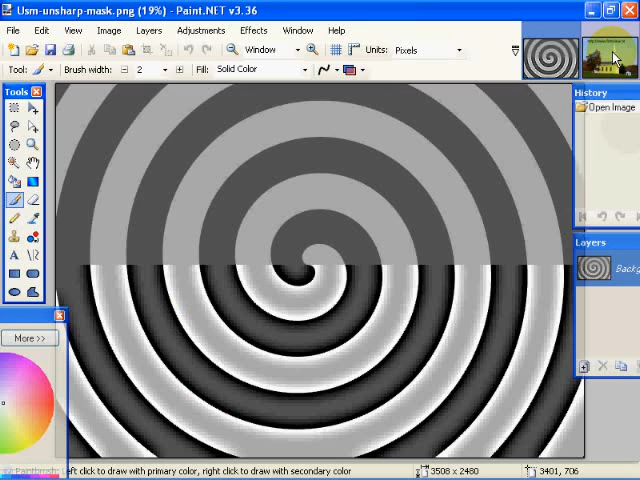 Usm-unsharp-mask.png (19%) - Paint.NET v3.36
File Edit View Image Layers Adjustments Effects Window Help
Window Units: Pixels
Tool: Brush width: 2 Fill: Solid Color
Tools
History
Open Image
Layers
Backg
More >>
Paintbrush: Left click to draw with primary color, right click to draw with secondary color
3508 x 2480
3401, 706